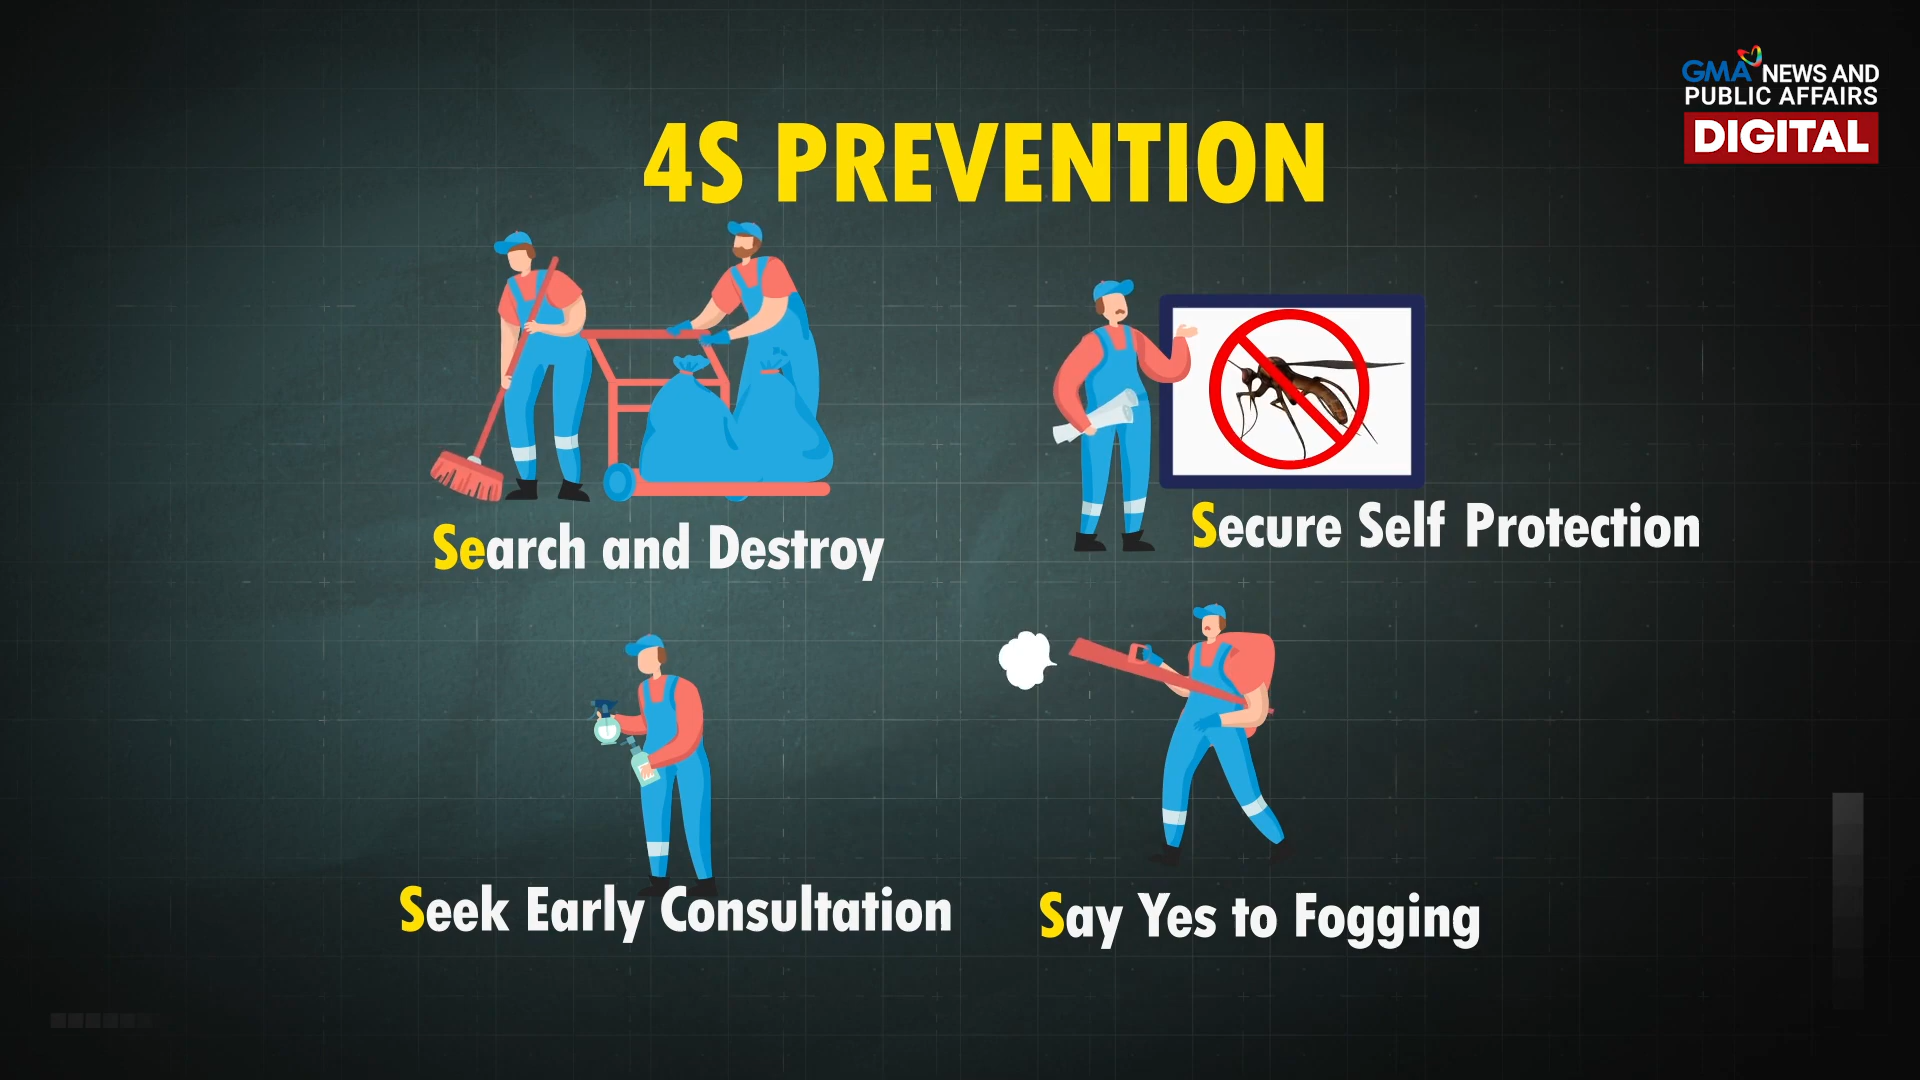 GMA NEWS AND
PUBLIC AFFAIRS
DIGITAL
4S PREVENTION
Search and Destroy
Secure Self Protection
Seek Early Consultation
Say Yes to Fogging